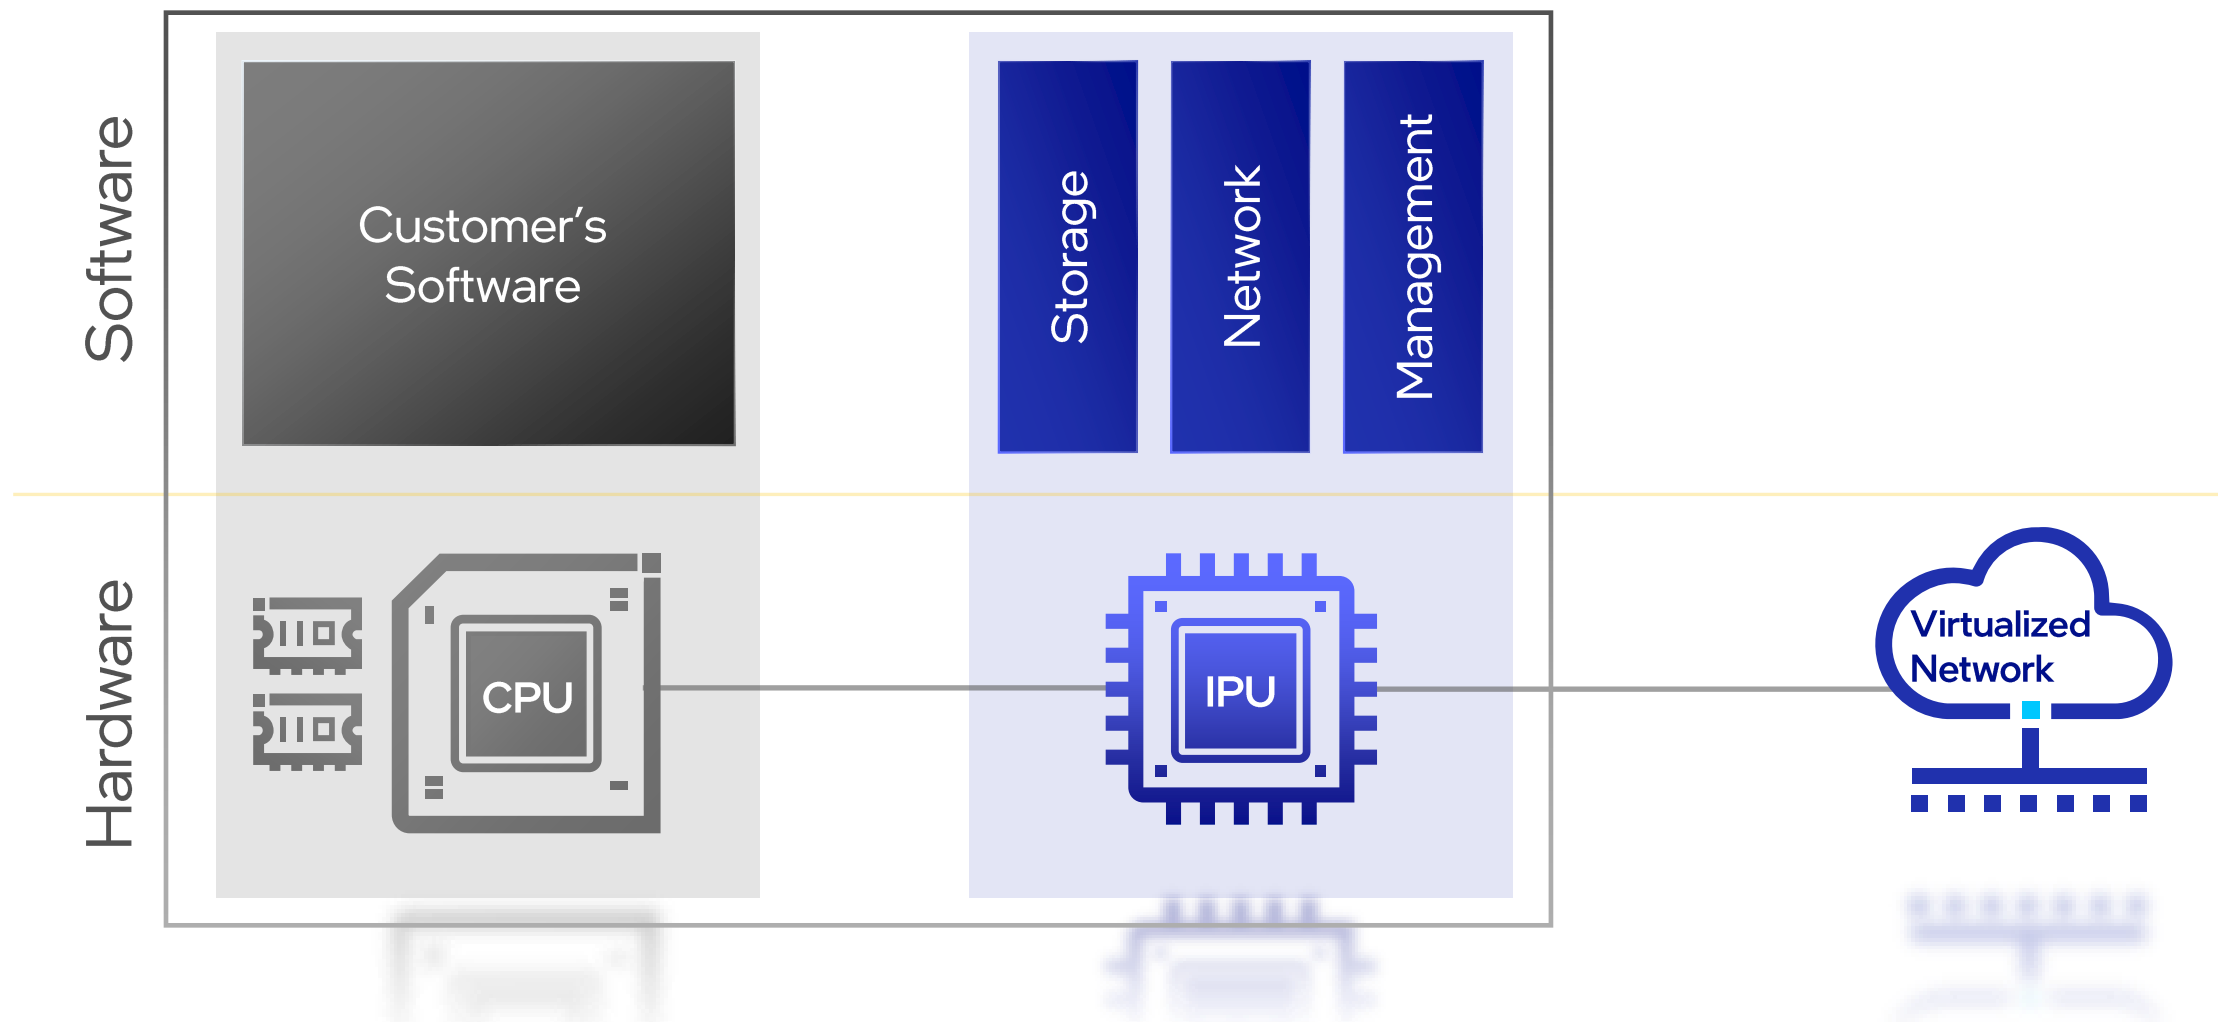 Software
Customer’s
Software
Storage
Network
Management
Hardware
CPU
IPU
Virtualized
Network